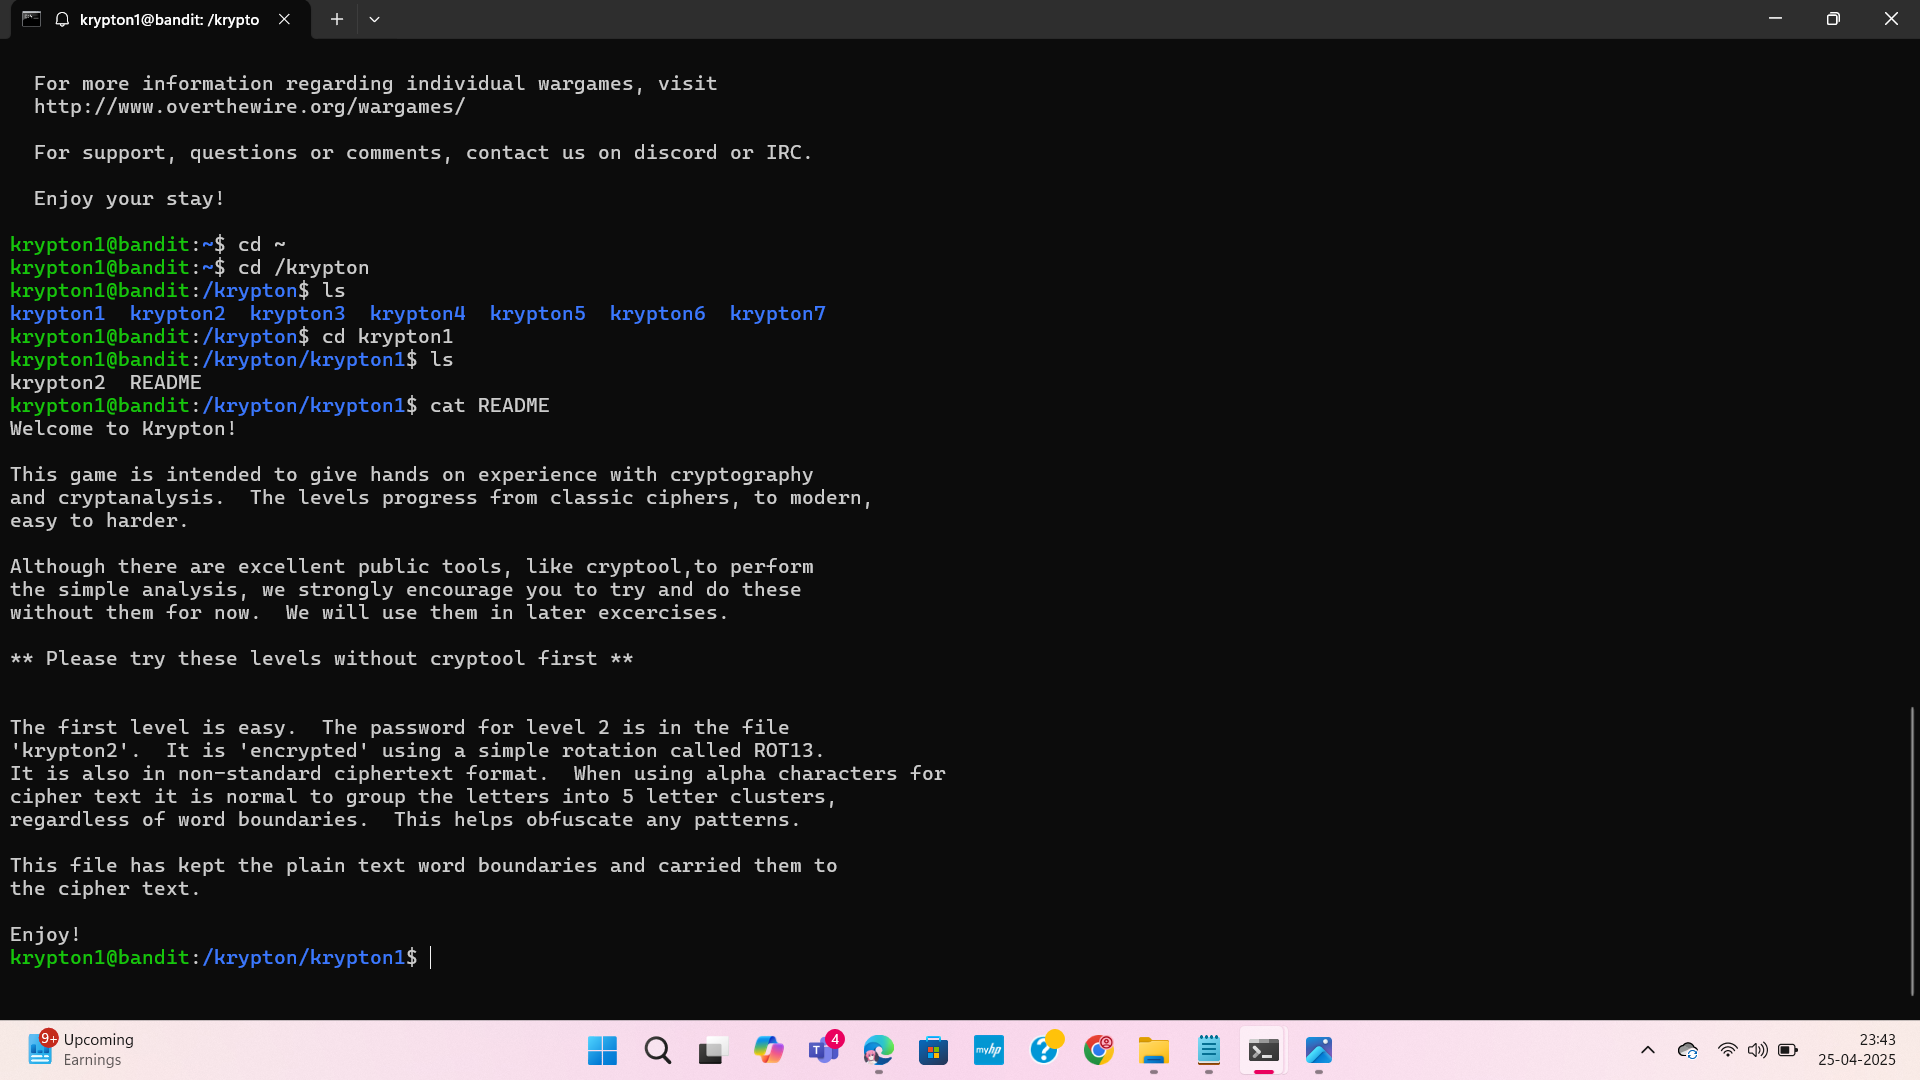 krypton1@bandit: /krypto
For more information regarding individual wargames, visit
http://www.overthewire.org/wargames/
For support, questions or comments, contact us on discord or IRC.
Enjoy your stay!
krypton1@bandit:~$ cd ~
krypton1@bandit:~$ cd /krypton
krypton1@bandit:/krypton$ ls
krypton1  krypton2  krypton3  krypton4  krypton5  krypton6  krypton7
krypton1@bandit:/krypton$ cd krypton1
krypton1@bandit:/krypton/krypton1$ ls
krypton2  README
krypton1@bandit:/krypton/krypton1$ cat README
Welcome to Krypton!
This game is intended to give hands on experience with cryptography
and cryptanalysis.  The levels progress from classic ciphers, to modern,
easy to harder.
Although there are excellent public tools, like cryptool,to perform
the simple analysis, we strongly encourage you to try and do these
without them for now.  We will use them in later excercises.
** Please try these levels without cryptool first **
The first level is easy.  The password for level 2 is in the file
'krypton2'.  It is 'encrypted' using a simple rotation called ROT13.
It is also in non-standard ciphertext format.  When using alpha characters for
cipher text it is normal to group the letters into 5 letter clusters,
regardless of word boundaries.  This helps obfuscate any patterns.
This file has kept the plain text word boundaries and carried them to
the cipher text.
Enjoy!
krypton1@bandit:/krypton/krypton1$
9+ Upcoming
Earnings
T 4
myhp
?
23:43
25-04-2025